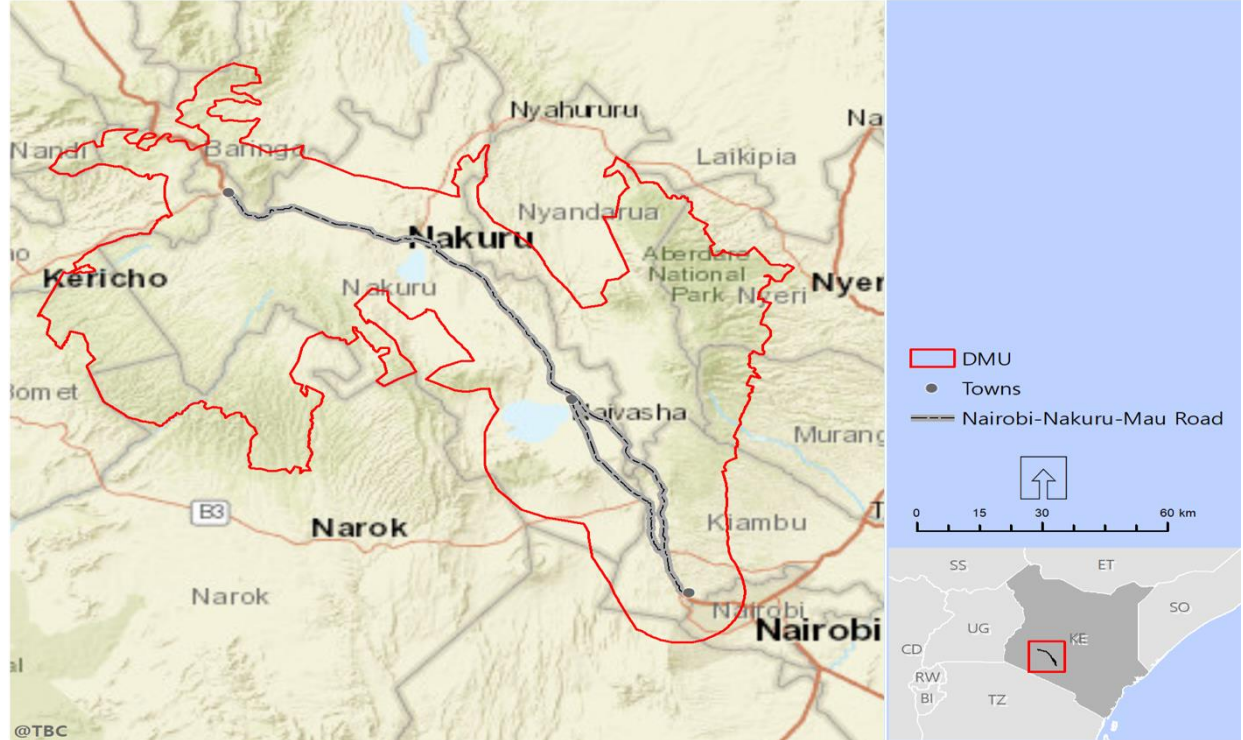 Nyahururu
Na
Nandi
Baringo
Laikipia
Nyandarua
Nakuru
Aberdare
National
Park
Nyeri
Nyer
Kericho
Nakuru
Naivasha
Murang
B3
Narok
Kiambu
Narok
Nairobi
Nairobi
@TBC
DMU
Towns
Nairobi-Nakuru-Mau Road
0 15 30 60 km
SS
ET
SO
UG
KE
CD
RW
BI
TZ